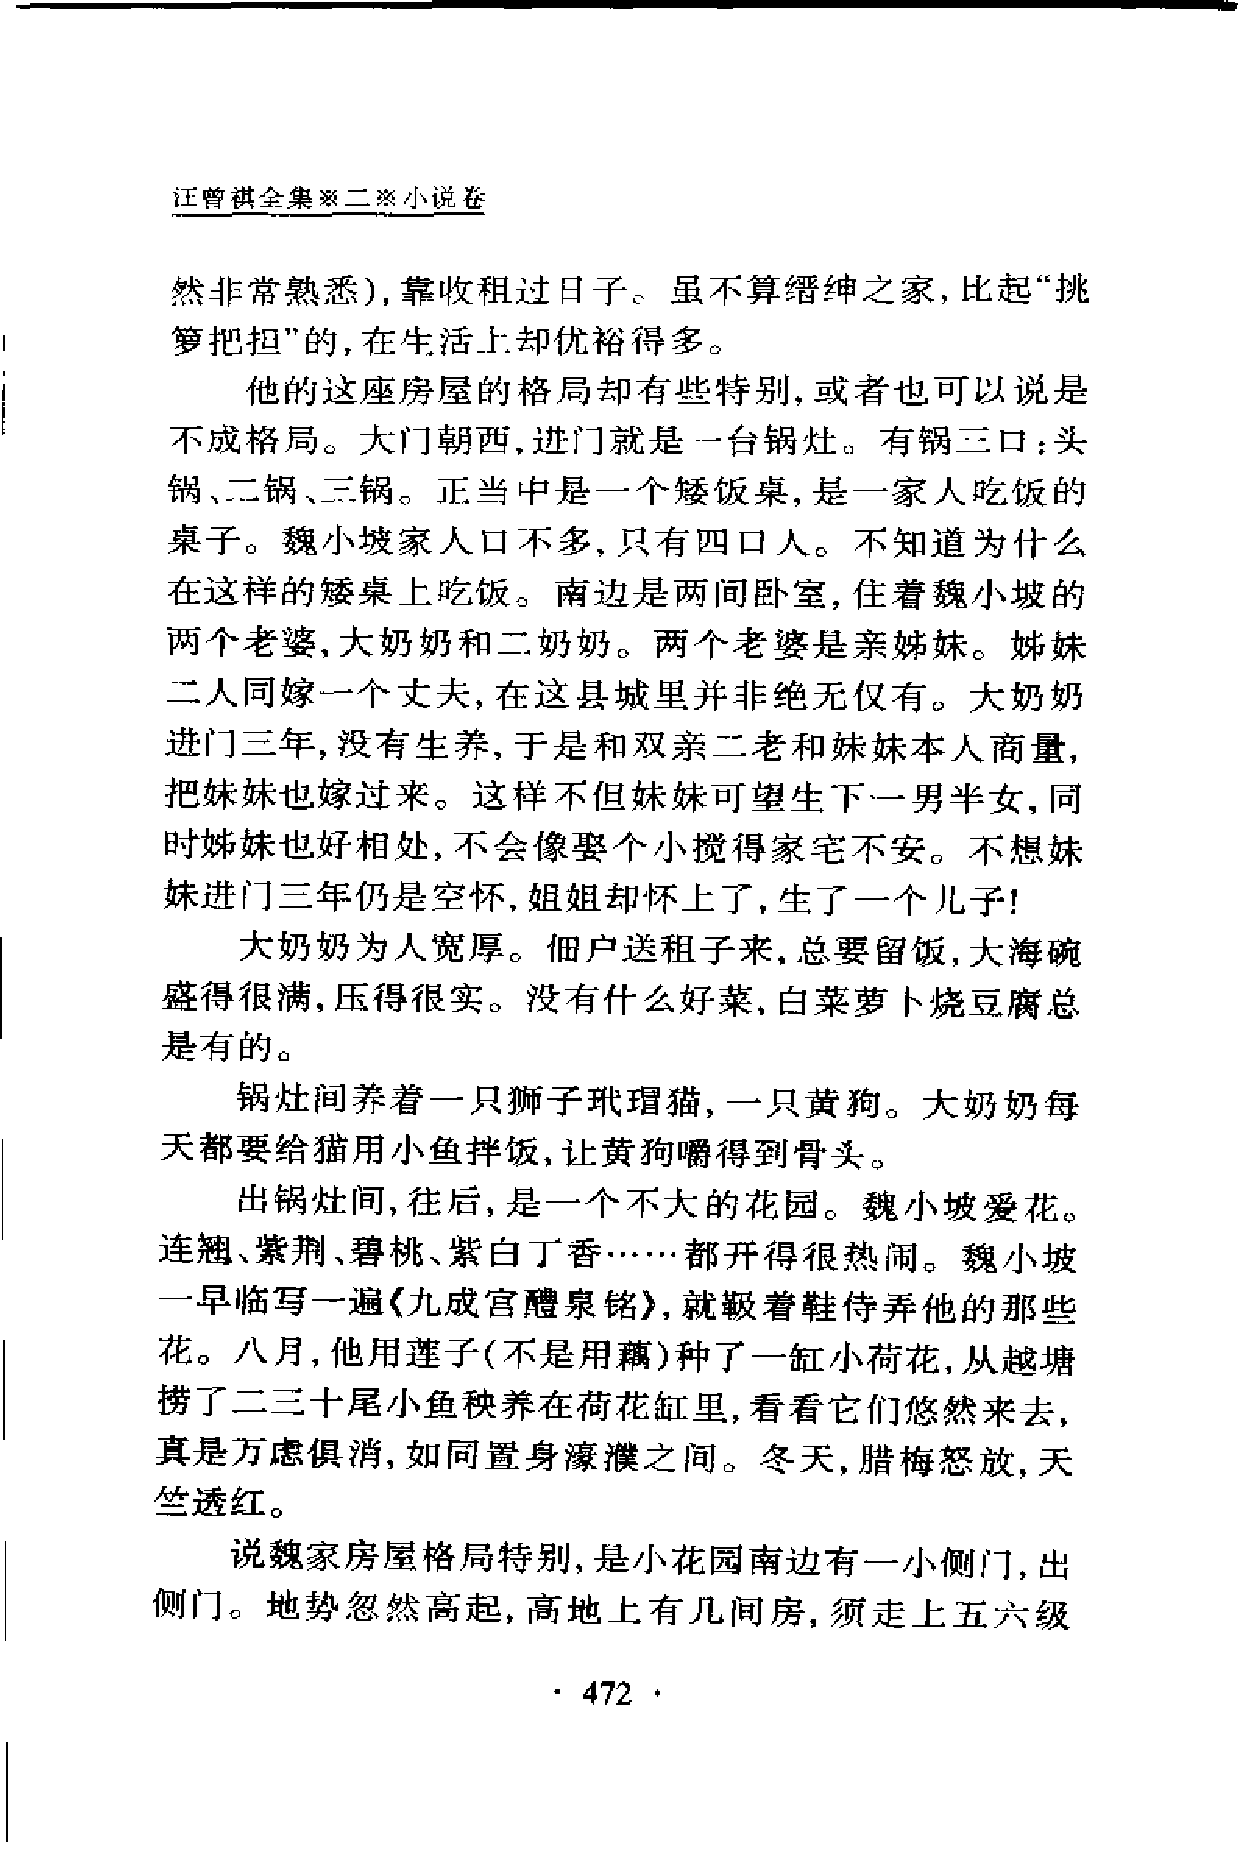 汪曾祺全集※二※小说卷
然非常熟悉),靠收租过日子。虽不算缙绅之家,比起“挑
箩把担”的,在生活上却优裕得多。
他的这座房屋的格局却有些特别,或者也可以说是
不成格局。大门朝西,进门就是一台锅灶。有锅三口:头
锅、二锅、三锅。正当中是一个矮饭桌,是一家人吃饭的
桌子。魏小坡家人口不多,只有四口人。不知道为什么
在这样的矮桌上吃饭。南边是两间卧室,住着魏小坡的
两个老婆,大奶奶和二奶奶。两个老婆是亲姊妹。姊妹
二人同嫁一个丈夫,在这县城里并非绝无仅有。大奶奶
进门三年,没有生养,于是和双亲二老和妹妹本人商量,
把妹妹也嫁过来。这样不但妹妹可望生下一男半女,同
时姊妹也好相处,不会像娶个小搅得家宅不安。不想妹
妹进门三年仍是空怀,姐姐却怀上了,生了一个儿子!
大奶奶为人宽厚。佃户送租子来,总要留饭,大海碗
盛得很满,压得很实。没有什么好菜,白菜萝卜烧豆腐总
是有的。
锅灶间养着一只狮子玳瑁猫,一只黄狗。大奶奶每
天都要给猫用小鱼拌饭,让黄狗嚼得到骨头。
出锅灶间,往后,是一个不大的花园。魏小坡爱花。
连翘、紫荆、碧桃、紫白丁香……都开得很热闹。魏小坡
一早临写一遍《九成宫醴泉铭》,就靸着鞋侍弄他的那些
花。八月,他用莲子(不是用藕)种了一缸小荷花,从越塘
捞了二三十尾小鱼秧养在荷花缸里,看看它们悠然来去,
真是万虑俱消,如同置身濠濮之间。冬天,腊梅怒放,天
竺透红。
说魏家房屋格局特别,是小花园南边有一小侧门,出
侧门。地势忽然高起,高地上有几间房,须走上五六级
· 472 ·